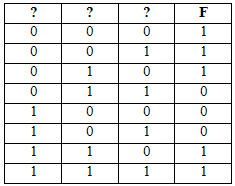 ? ? ? F
0 0 0 1
0 0 1 1
0 1 0 1
0 1 1 0
1 0 0 0
1 0 1 0
1 1 0 1
1 1 1 1